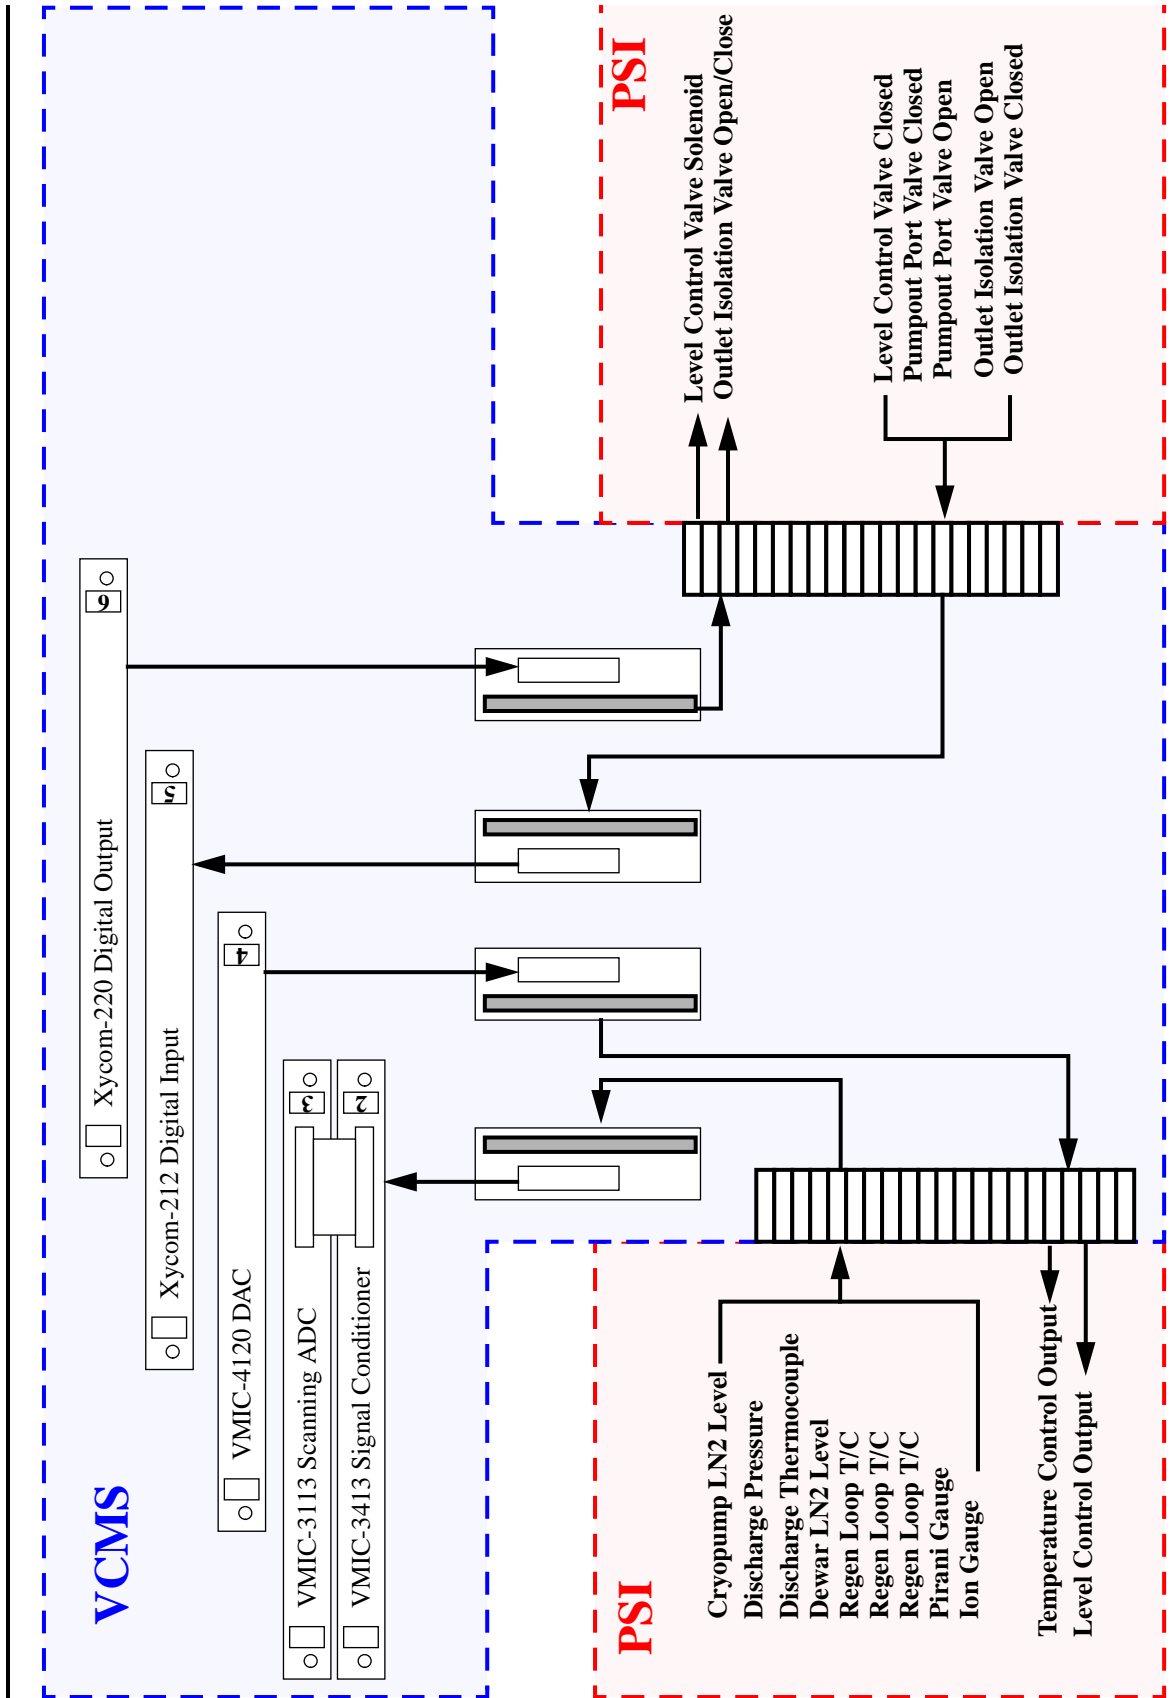 VCMS
Xycom-220 Digital Output
6
Xycom-212 Digital Input
5
VMIC-4120 DAC
4
VMIC-3113 Scanning ADC
3
VMIC-3413 Signal Conditioner
2
PSI
Cryopump LN2 Level
Discharge Pressure
Discharge Thermocouple
Dewar LN2 Level
Regen Loop T/C
Regen Loop T/C
Regen Loop T/C
Pirani Gauge
Ion Gauge
Temperature Control Output
Level Control Output
PSI
Level Control Valve Solenoid
Outlet Isolation Valve Open/Close
Level Control Valve Closed
Pumpout Port Valve Closed
Pumpout Port Valve Open
Outlet Isolation Valve Open
Outlet Isolation Valve Closed